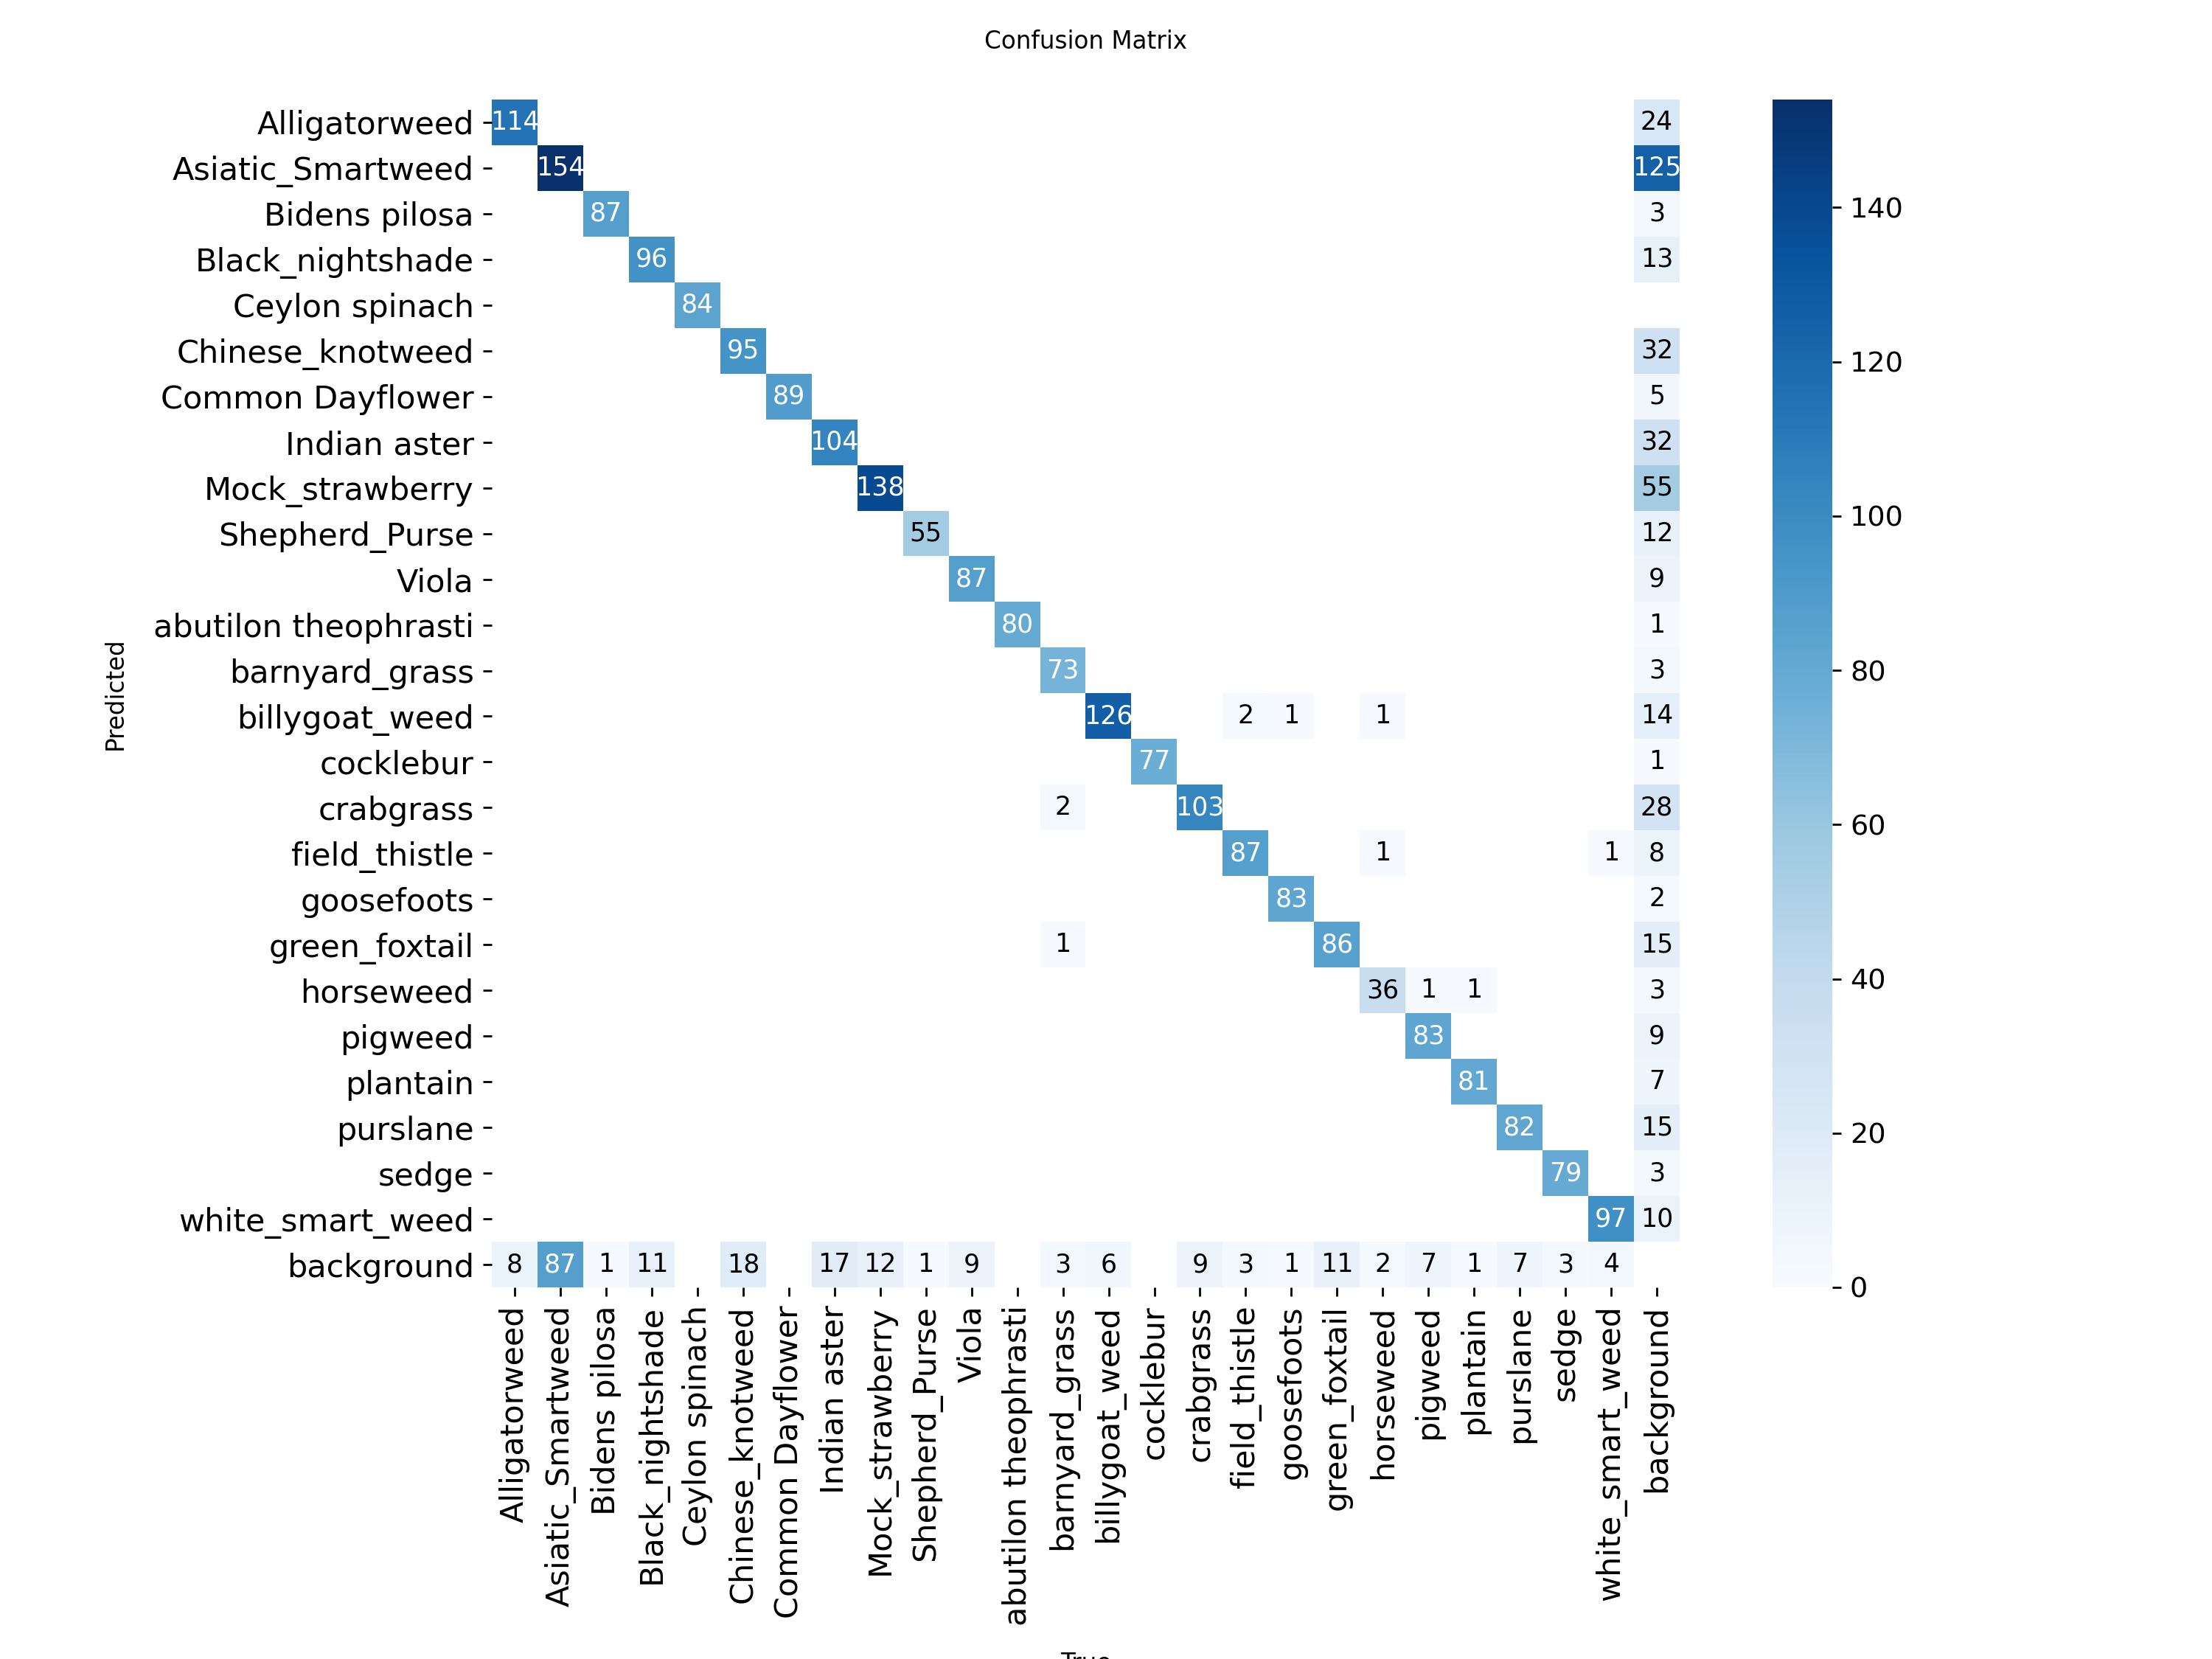 Confusion Matrix
Alligatorweed 114 24
Asiatic_Smartweed 154 125
Bidens pilosa 87 3
140
Black_nightshade 96 13
Ceylon spinach 84
Chinese_knotweed 95 32
120
Common Dayflower 89 5
Indian aster 104 32
Mock_strawberry 138 55
100
Shepherd_Purse 55 12
Viola 87 9
abutilon theophrasti 80 1
80
barnyard_grass 73 3
Predicted
billygoat_weed 126 2 1 1 14
cocklebur 77 1
crabgrass 2 103 28
60
field_thistle 87 1 1 8
goosefoots 83 2
green_foxtail 1 86 15
40
horseweed 36 1 1 3
pigweed 83 9
plantain 81 7
purslane 82 15
20
sedge 79 3
white_smart_weed 97 10
background 8 87 1 11 18 17 12 1 9 3 6 9 3 1 11 2 7 1 7 3 4
0
Alligatorweed
Asiatic_Smartweed
Bidens pilosa
Black_nightshade
Ceylon spinach
Chinese_knotweed
Common Dayflower
Indian aster
Mock_strawberry
Shepherd_Purse
Viola
abutilon theophrasti
barnyard_grass
billygoat_weed
cocklebur
crabgrass
field_thistle
goosefoots
green_foxtail
horseweed
pigweed
plantain
purslane
sedge
white_smart_weed
background
True